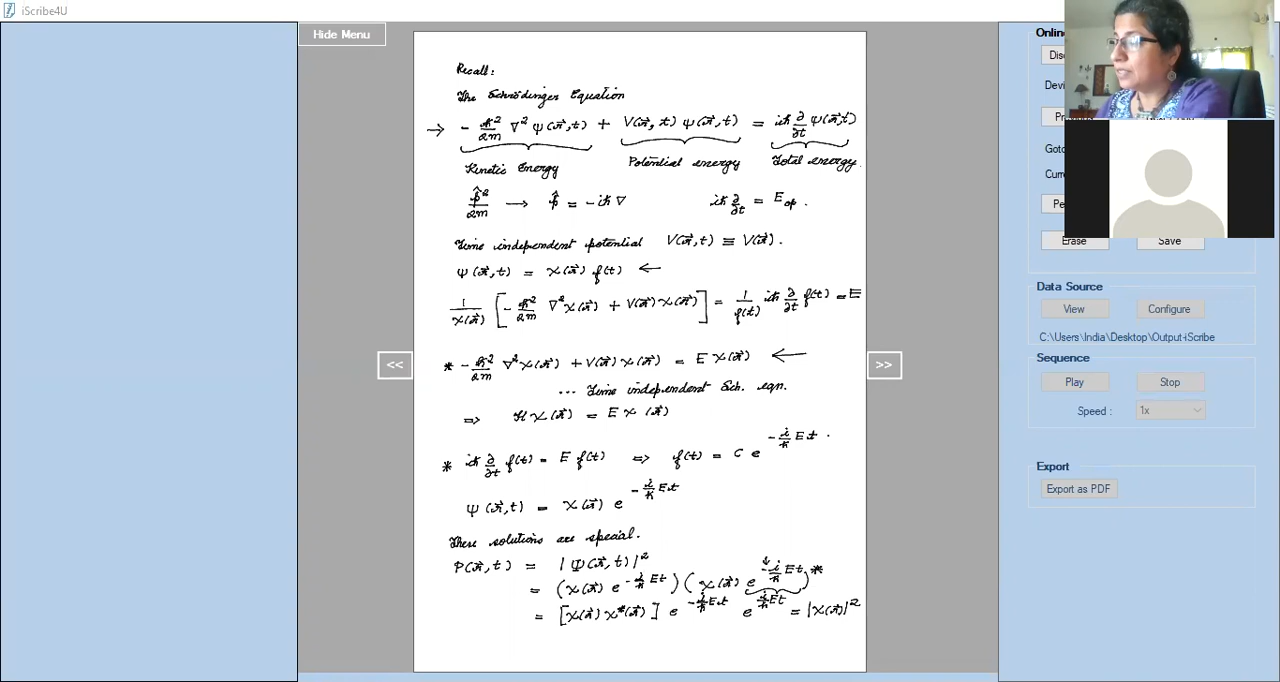 iScribe4U
Hide Menu
Recall:
The Schrödinger Equation
→ -ℏ²/2m ∇² ψ(r⃗,t) + V(r⃗,t) ψ(r⃗,t) = iℏ ∂/∂t ψ(r⃗,t)
Kinetic Energy Potential energy Total energy.
p̂²/2m → p̂ = -iℏ∇ iℏ ∂/∂t = E op.
Time independent potential V(r⃗,t) ≡ V(r⃗).
ψ(r⃗,t) = χ(r⃗) f(t) ←
1/χ(r⃗) [-ℏ²/2m ∇²χ(r⃗) + V(r⃗)χ(r⃗)] = 1/f(t) iℏ ∂/∂t f(t) = E
* -ℏ²/2m ∇²χ(r⃗) + V(r⃗)χ(r⃗) = E χ(r⃗) ←
... Time independent Sch. eqn.
⇒ H χ(r⃗) = E χ(r⃗)
* iℏ ∂/∂t f(t) = E f(t) ⇒ f(t) = C e^{-i/ℏ Et}.
ψ(r⃗,t) = χ(r⃗) e^{-i/ℏ Et}
These solutions are special.
P(r⃗,t) = |ψ(r⃗,t)|²
= (χ(r⃗) e^{-i/ℏ Et}) (χ(r⃗) e^{-i/ℏ Et})*
= [χ(r⃗) χ*(r⃗)] e^{-i/ℏ Et} e^{i/ℏ Et} = |χ(r⃗)|²
<<
>>
Erase Save
Data Source
View Configure
C:\Users\India\Desktop\Output-iScribe
Sequence
Play Stop
Speed : 1x
Export
Export as PDF